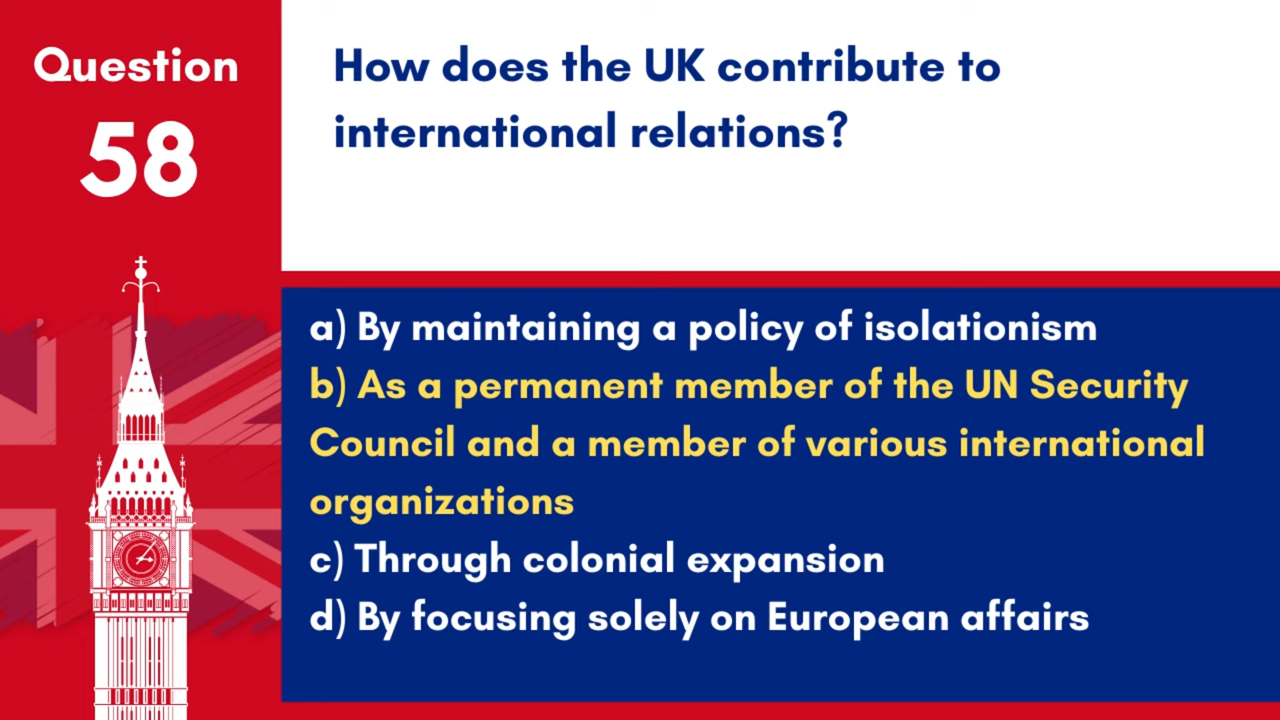 Question
58
How does the UK contribute to
international relations?
a) By maintaining a policy of isolationism
b) As a permanent member of the UN Security
Council and a member of various international
organizations
c) Through colonial expansion
d) By focusing solely on European affairs